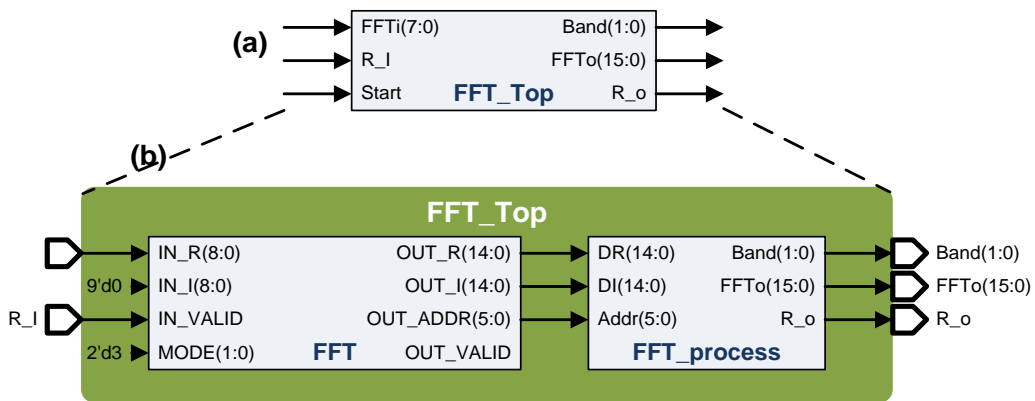 (a)
FFTi(7:0) Band(1:0)
R_I FFTo(15:0)
Start FFT_Top R_o
(b)
FFT_Top
IN_R(8:0) OUT_R(14:0) DR(14:0) Band(1:0) Band(1:0)
9'd0 IN_I(8:0) OUT_I(14:0) DI(14:0) FFTo(15:0) FFTo(15:0)
R_I IN_VALID OUT_ADDR(5:0) Addr(5:0) R_o R_o
2'd3 MODE(1:0) FFT OUT_VALID FFT_process